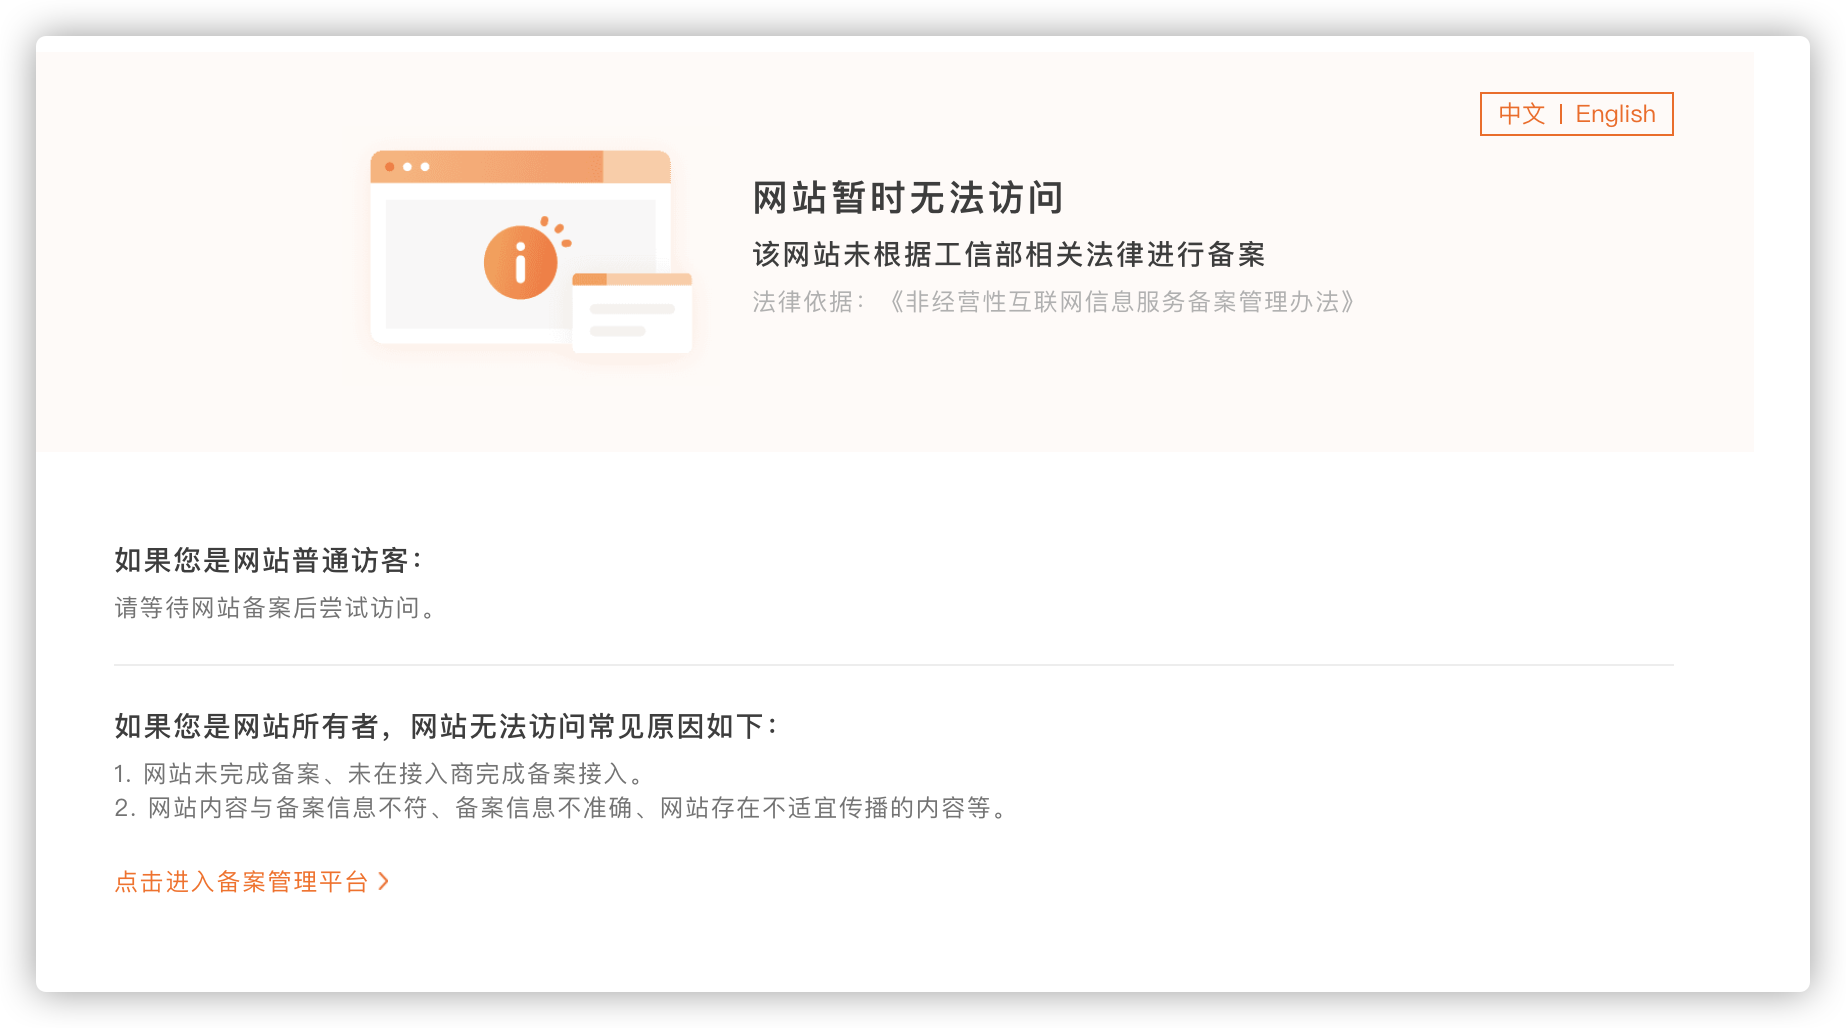 中文 | English
网站暂时无法访问
该网站未根据工信部相关法律进行备案
法律依据：《非经营性互联网信息服务备案管理办法》
如果您是网站普通访客：
请等待网站备案后尝试访问。
如果您是网站所有者，网站无法访问常见原因如下：
1. 网站未完成备案、未在接入商完成备案接入。
2. 网站内容与备案信息不符、备案信息不准确、网站存在不适宜传播的内容等。
点击进入备案管理平台 >